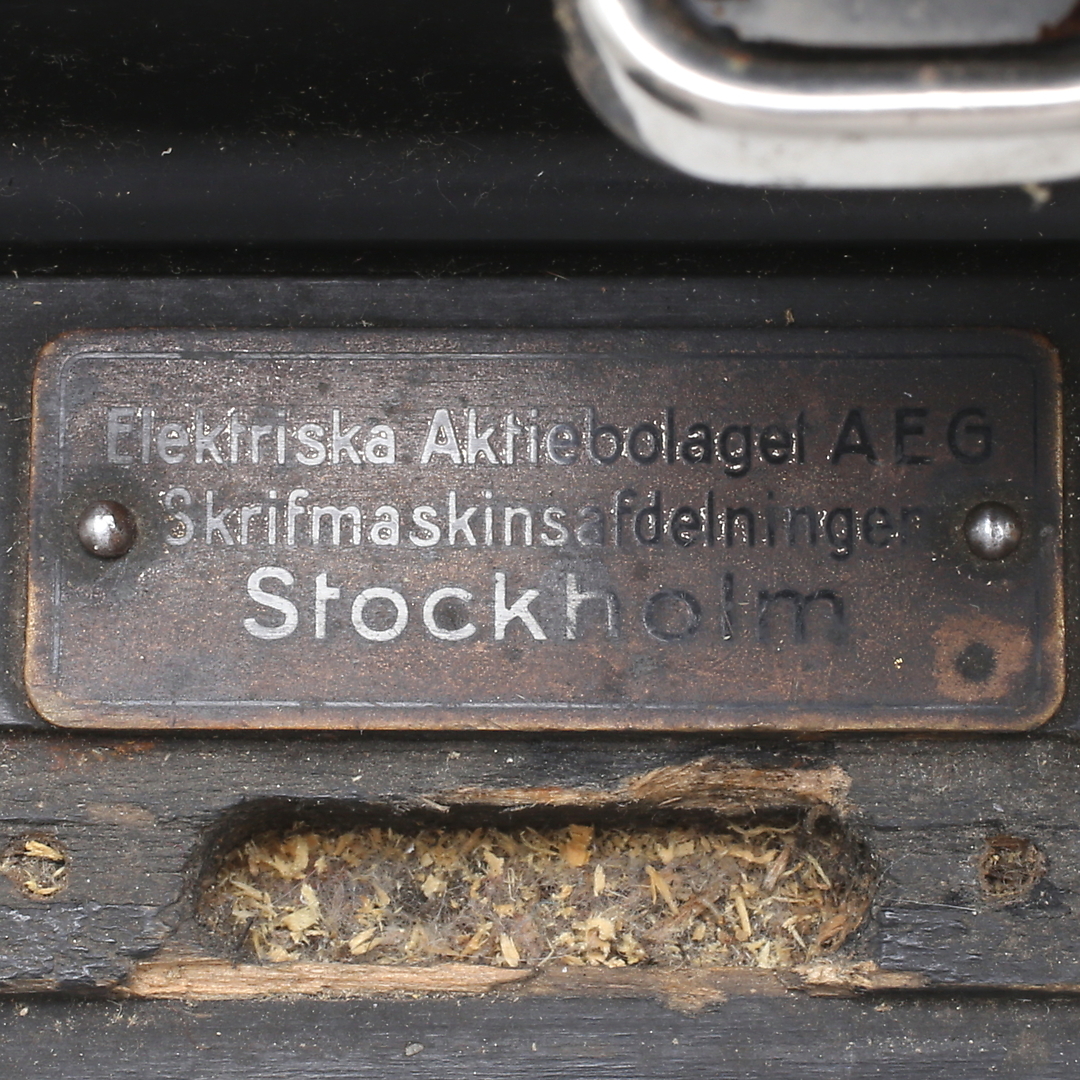 Elektriska Aktiebolaget AEG
Skrifmaskinsafdelningen
Stockholm